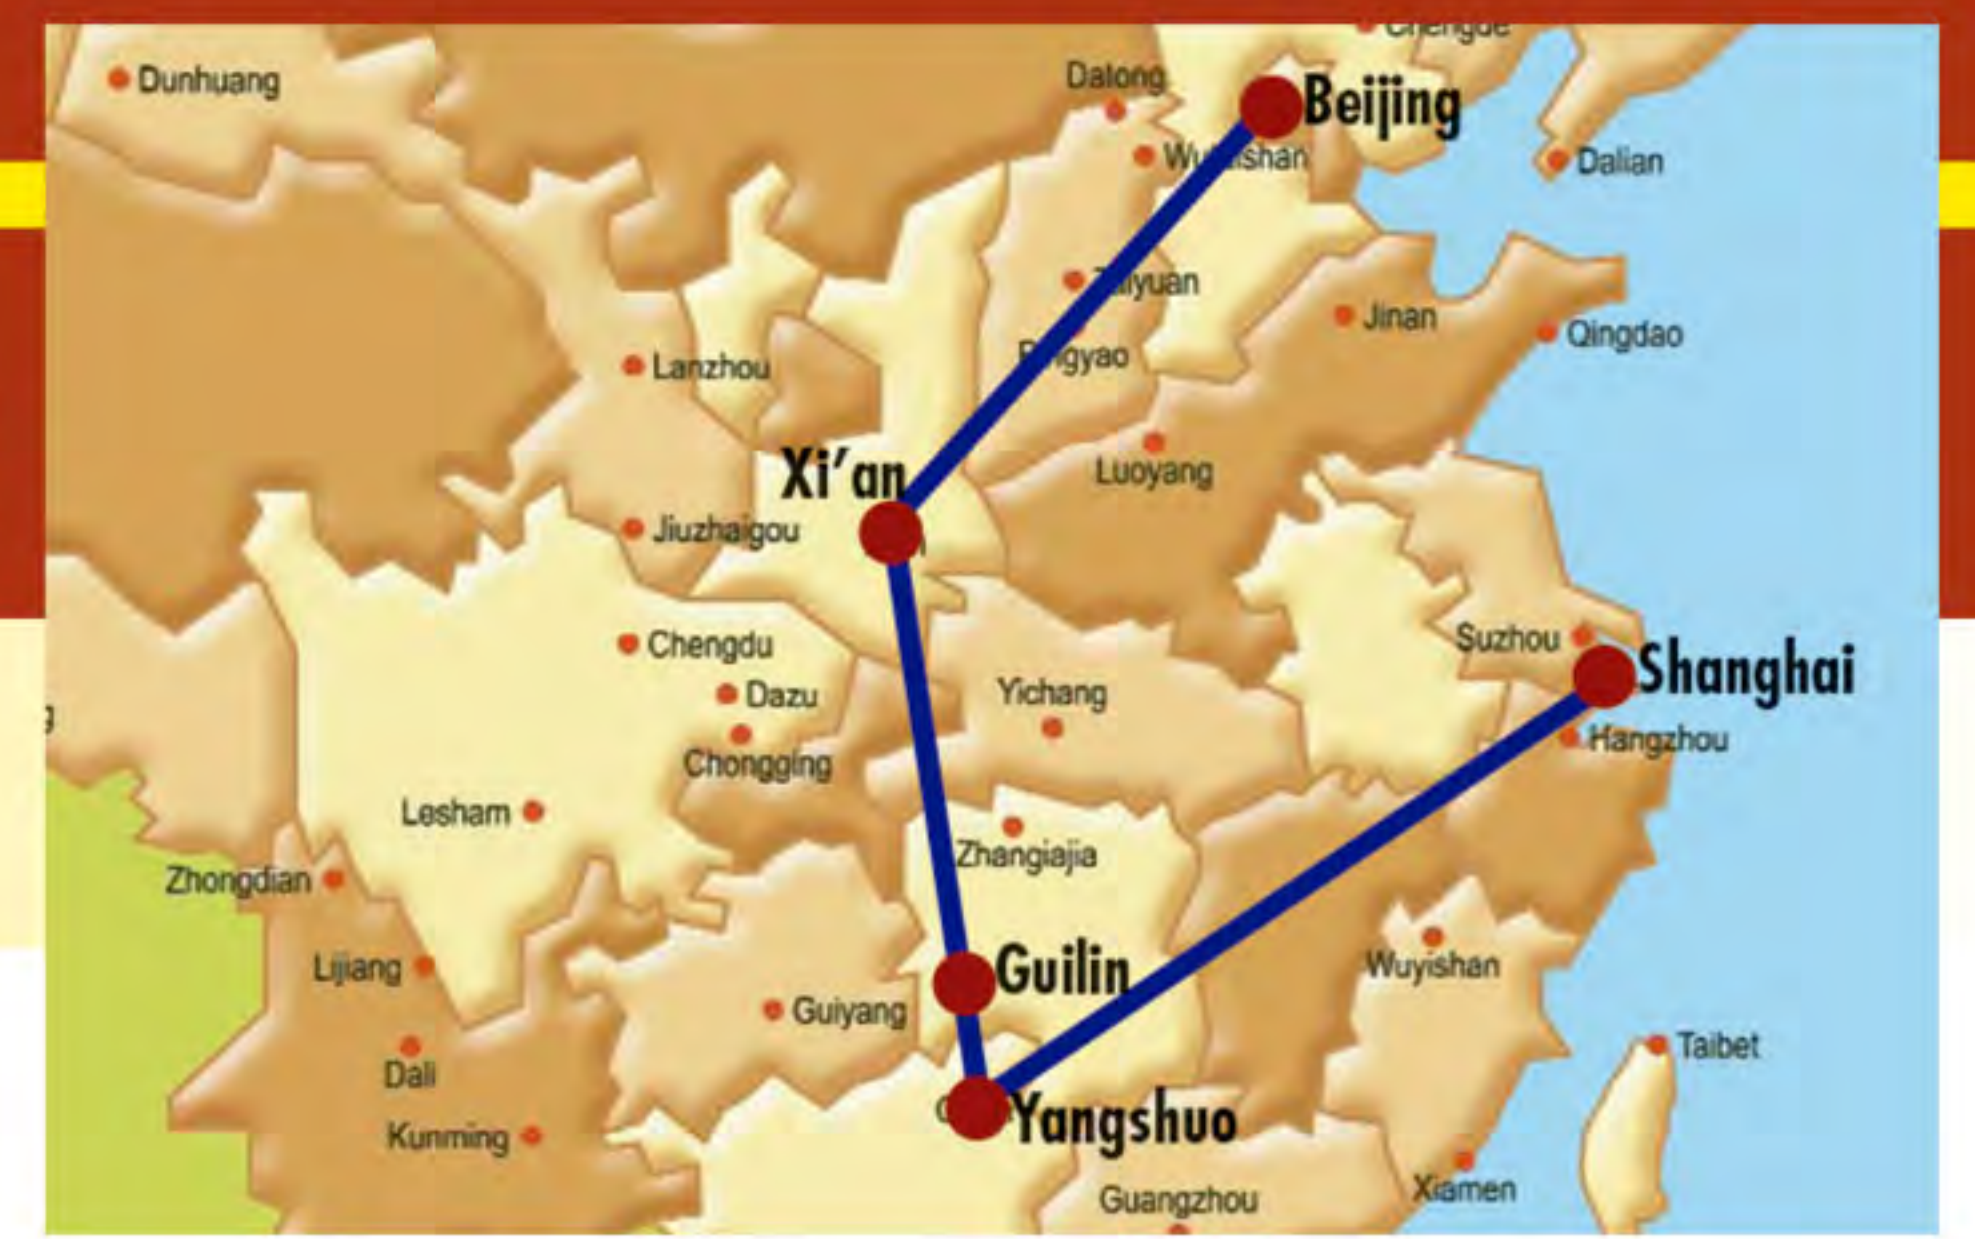 Chengde
Dunhuang
Datong
Beijing
Dalian
Jinan
Qingdao
Lanzhou
Luoyang
Xi’an
Jiuzhaigou
Suzhou
Chengdu
Shanghai
Dazu
Yichang
Hangzhou
Chongging
Lesham
Zhangiajia
Zhongdian
Wuyishan
Lijiang
Guilin
Guiyang
Taibet
Dali
Yangshuo
Kunming
Xiamen
Guangzhou